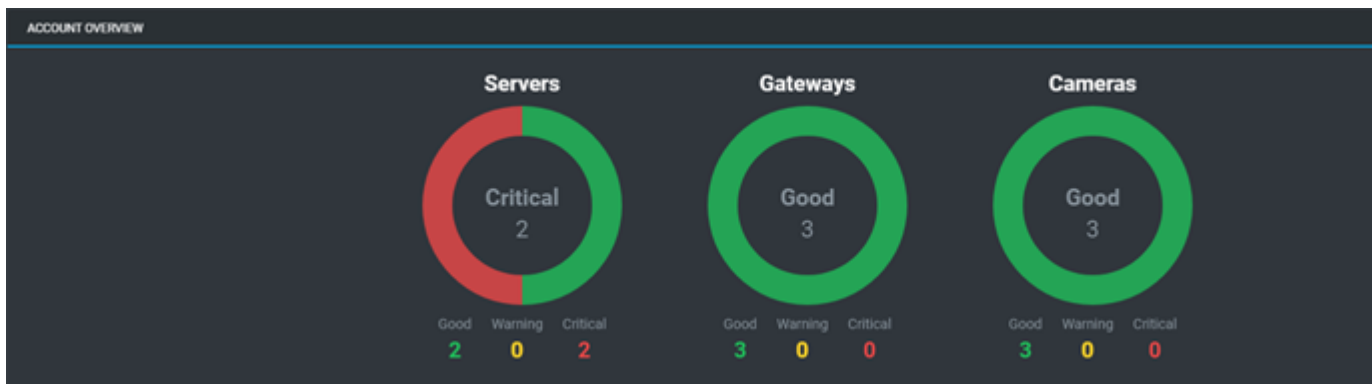 ACCOUNT OVERVIEW
Servers
Critical
2
Good Warning Critical
2 0 2
Gateways
Good
3
Good Warning Critical
3 0 0
Cameras
Good
3
Good Warning Critical
3 0 0